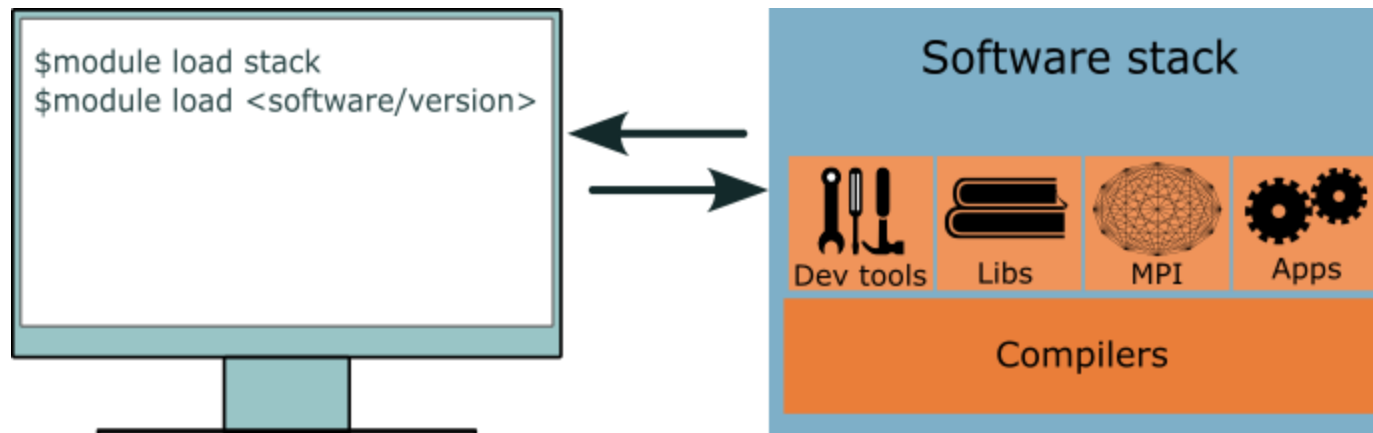 $module load stack
$module load <software/version>
Software stack
Dev tools
Libs
MPI
Apps
Compilers